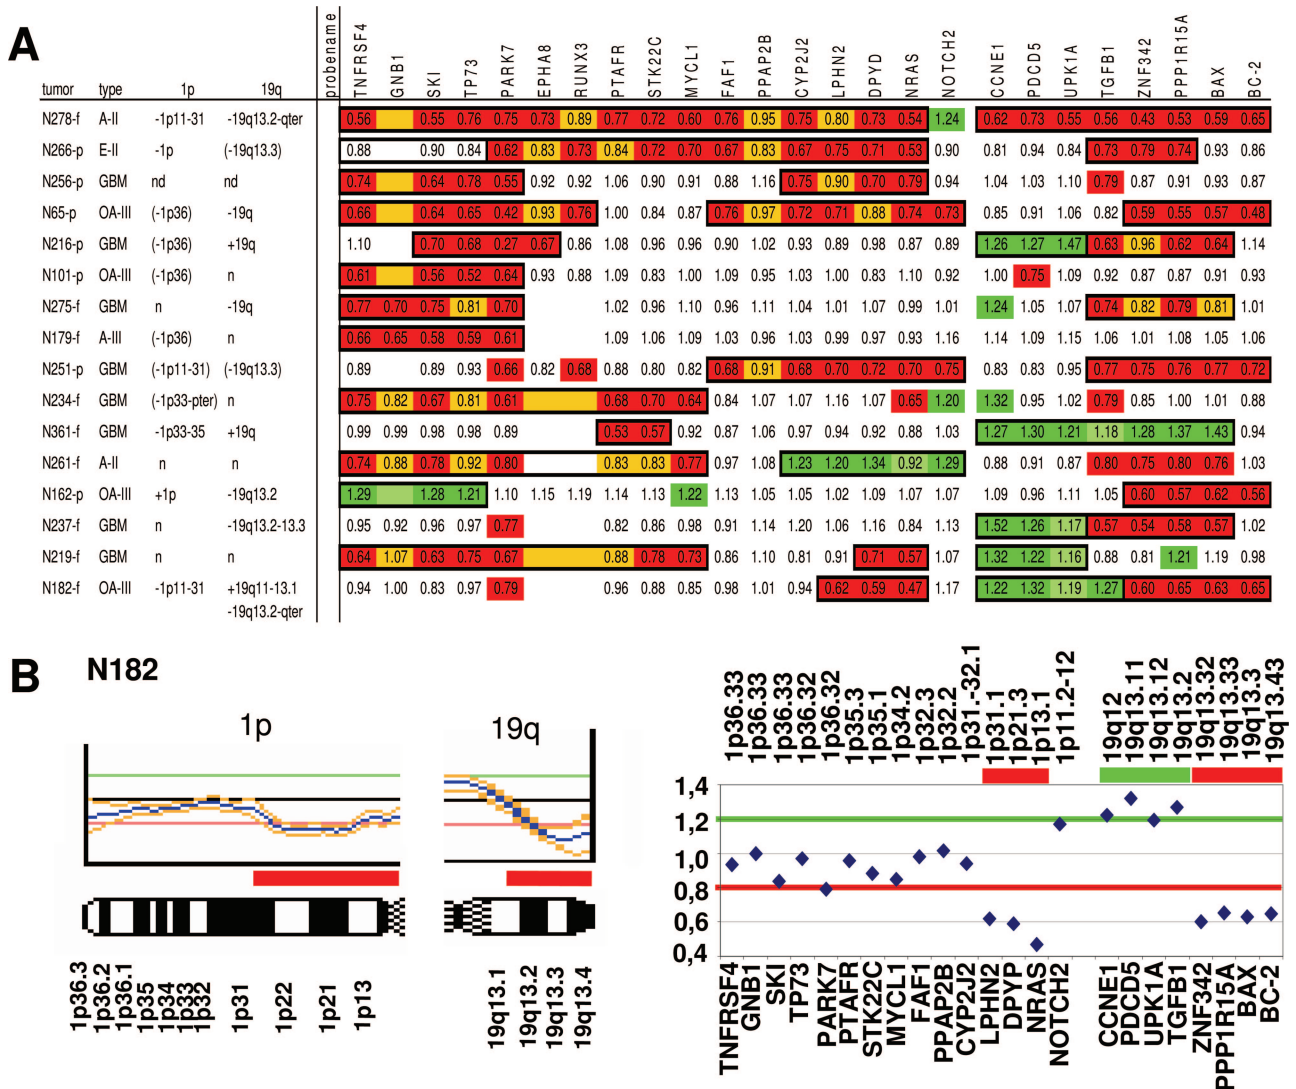 A
tumor type 1p 19q probename TNFRSF4 GNB1 SKI TP73 PARK7 EPHA8 RUNX3 PTAFR STK22C MYCL1 FAF1 PPAP2B CYP2J2 LPHN2 DPYD NRAS NOTCH2 CCNE1 PDCD5 UPK1A TGFB1 ZNF342 PPP1R15A BAX BC-2
N278-f A-II -1p11-31 -19q13.2-qter 0.56 0.55 0.76 0.75 0.73 0.89 0.77 0.72 0.60 0.76 0.95 0.75 0.80 0.73 0.54 1.24 0.62 0.73 0.55 0.56 0.43 0.53 0.59 0.65
N266-p E-II -1p (-19q13.3) 0.88 0.90 0.84 0.62 0.83 0.73 0.84 0.72 0.70 0.67 0.83 0.67 0.75 0.71 0.53 0.90 0.81 0.94 0.84 0.73 0.79 0.74 0.93 0.86
N256-p GBM nd nd 0.74 0.64 0.78 0.55 0.92 0.92 1.06 0.90 0.91 0.88 1.16 0.75 0.90 0.70 0.79 0.94 1.04 1.03 1.10 0.79 0.87 0.91 0.93 0.87
N65-p OA-III (-1p36) -19q 0.66 0.64 0.65 0.42 0.93 0.76 1.00 0.84 0.87 0.76 0.97 0.72 0.71 0.88 0.74 0.73 0.85 0.91 1.06 0.82 0.59 0.55 0.57 0.48
N216-p GBM (-1p36) +19q 1.10 0.70 0.68 0.27 0.67 0.86 1.08 0.96 0.96 0.90 1.02 0.93 0.89 0.98 0.87 0.89 1.26 1.27 1.47 0.63 0.96 0.62 0.64 1.14
N101-p OA-III (-1p36) n 0.61 0.56 0.52 0.64 0.93 0.88 1.09 0.83 1.00 1.09 0.95 1.03 1.00 0.83 1.10 0.92 1.00 0.75 1.09 0.92 0.87 0.87 0.91 0.93
N275-f GBM n -19q 0.77 0.70 0.75 0.81 0.70 1.02 0.96 1.10 0.96 1.11 1.04 1.01 1.07 0.99 1.01 1.24 1.05 1.07 0.74 0.82 0.79 0.81 1.01
N179-f A-III (-1p36) n 0.66 0.65 0.58 0.59 0.61 1.09 1.06 1.09 1.03 0.96 1.09 0.98 0.97 0.93 1.16 1.14 1.09 1.15 1.06 1.01 1.08 1.05 1.06
N251-p GBM (-1p11-31) (-19q13.3) 0.89 0.89 0.93 0.66 0.82 0.68 0.88 0.80 0.82 0.68 0.91 0.68 0.70 0.72 0.70 0.75 0.83 0.83 0.95 0.77 0.75 0.76 0.77 0.72
N234-f GBM (-1p33-pter) n 0.75 0.82 0.67 0.81 0.61 0.68 0.70 0.64 0.84 1.07 1.07 1.16 1.07 0.65 1.20 1.32 0.95 1.02 0.79 0.85 1.00 1.01 0.88
N361-f GBM -1p33-35 +19q 0.99 0.99 0.98 0.98 0.89 0.53 0.57 0.92 0.87 1.06 0.97 0.94 0.92 0.88 1.03 1.27 1.30 1.21 1.18 1.28 1.37 1.43 0.94
N261-f A-II n n 0.74 0.88 0.78 0.92 0.80 0.83 0.83 0.77 0.97 1.08 1.23 1.20 1.34 0.92 1.29 0.88 0.91 0.87 0.80 0.75 0.80 0.76 1.03
N162-p OA-III +1p -19q13.2 1.29 1.28 1.21 1.10 1.15 1.19 1.14 1.13 1.22 1.13 1.05 1.05 1.02 1.09 1.07 1.07 1.09 0.96 1.11 1.05 0.60 0.57 0.62 0.56
N237-f GBM n -19q13.2-13.3 0.95 0.92 0.96 0.97 0.77 0.82 0.86 0.98 0.91 1.14 1.20 1.06 1.16 0.84 1.13 1.52 1.26 1.17 0.57 0.54 0.58 0.57 1.02
N219-f GBM n n 0.64 1.07 0.63 0.75 0.67 0.88 0.78 0.73 0.86 1.10 0.81 0.91 0.71 0.57 1.07 1.32 1.22 1.16 0.88 0.81 1.21 1.19 0.98
N182-f OA-III -1p11-31 +19q11-13.1 0.94 1.00 0.83 0.97 0.79 0.96 0.88 0.85 0.98 1.01 0.94 0.62 0.59 0.47 1.17 1.22 1.32 1.19 1.27 0.60 0.65 0.63 0.65
-19q13.2-qter
B N182
1p 19q
1p36.3 1p36.2 1p36.1 1p35 1p34 1p33 1p32 1p31 1p22 1p21 1p13
19q13.1 19q13.2 19q13.3 19q13.4
1p36.33 1p36.33 1p36.33 1p36.32 1p36.32 1p35.3 1p35.1 1p34.2 1p32.3 1p32.2 1p31.-32.1 1p31.1 1p21.3 1p13.1 1p11.2-12 19q12 19q13.11 19q13.12 19q13.2 19q13.32 19q13.33 19q13.3 19q13.43
1,4
1,2
1,0
0,8
0,6
0,4
TNFRSF4 GNB1 SKI TP73 PARK7 PTAFR STK22C MYCL1 FAF1 PPAP2B CYP2J2 LPHN2 DPYP NRAS NOTCH2 CCNE1 PDCD5 UPK1A TGFB1 ZNF342 PPP1R15A BAX BC-2